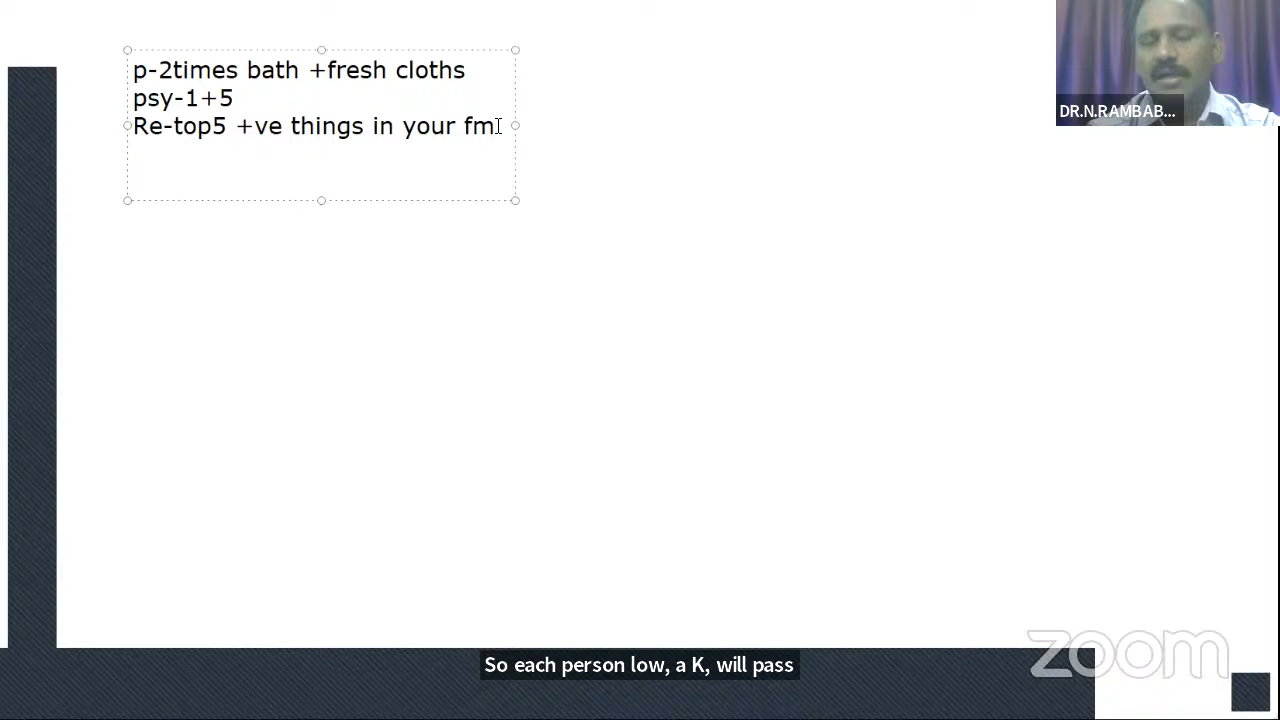 p-2times bath +fresh cloths
psy-1+5
Re-top5 +ve things in your fm
DR.N.RAMBAB...
So each person low, a K, will pass
zoom